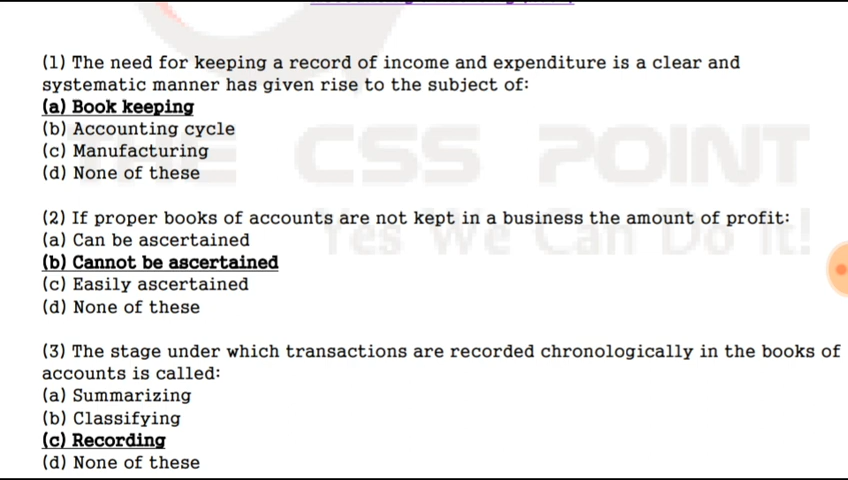 (1) The need for keeping a record of income and expenditure is a clear and
systematic manner has given rise to the subject of:
(a) Book keeping
(b) Accounting cycle
(c) Manufacturing
(d) None of these
(2) If proper books of accounts are not kept in a business the amount of profit:
(a) Can be ascertained
(b) Cannot be ascertained
(c) Easily ascertained
(d) None of these
(3) The stage under which transactions are recorded chronologically in the books of
accounts is called:
(a) Summarizing
(b) Classifying
(c) Recording
(d) None of these
THE CSS POINT
Yes We Can Do It!